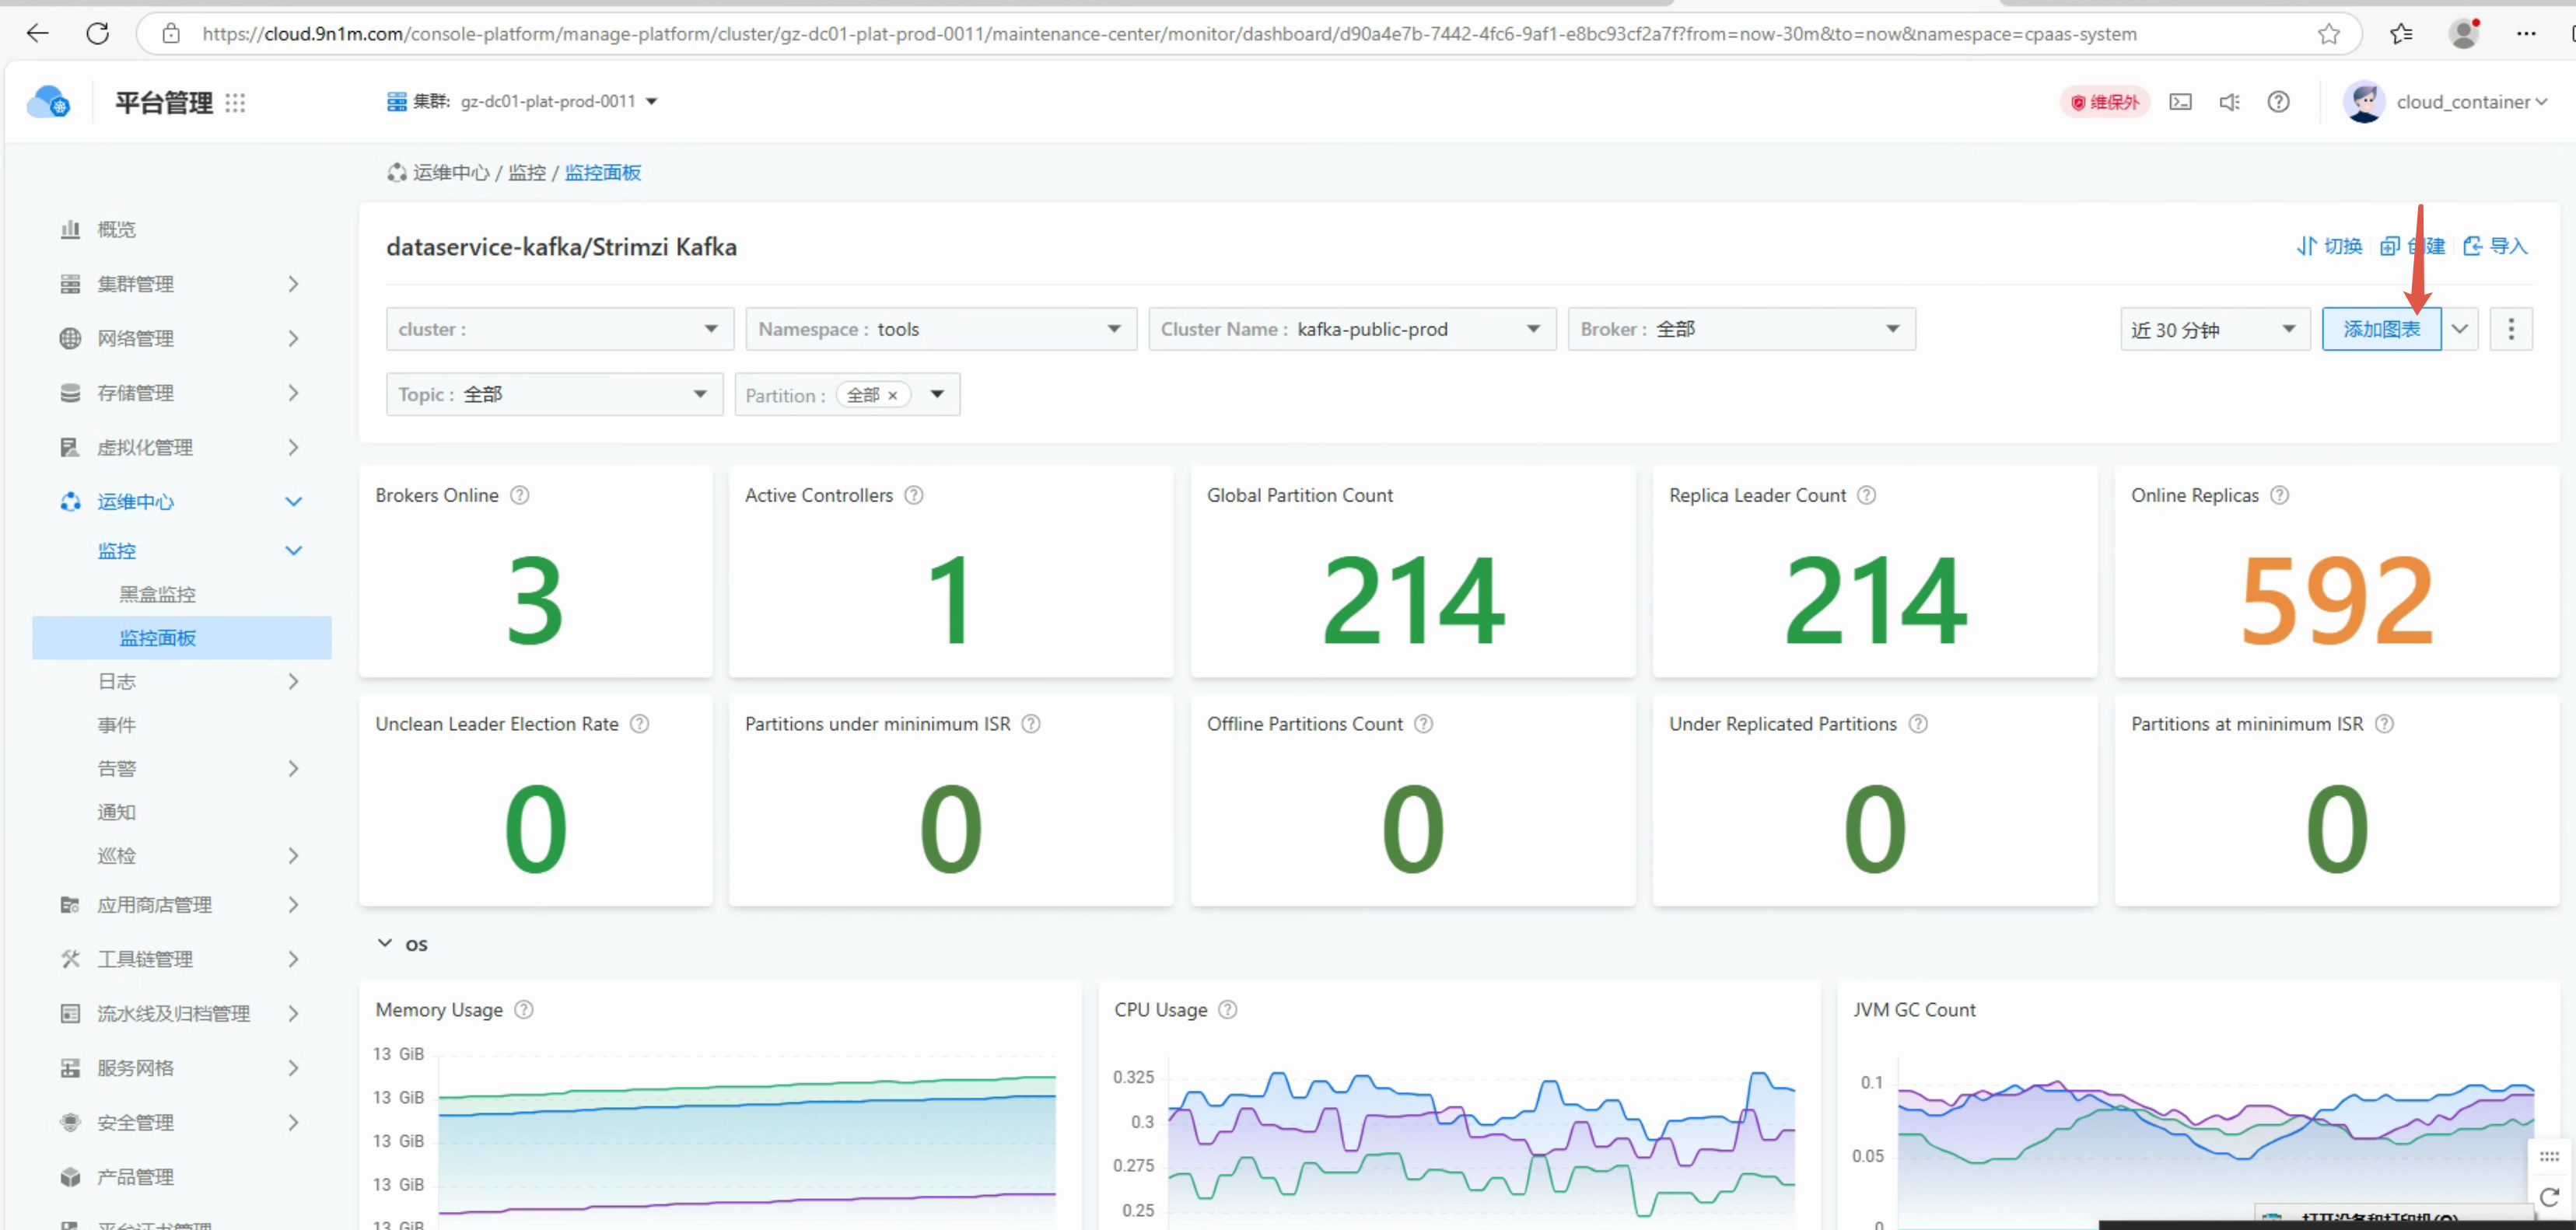 https://cloud.9n1m.com/console-platform/manage-platform/cluster/gz-dc01-plat-prod-0011/maintenance-center/monitor/dashboard/d90a4e7b-7442-4fc6-9af1-e8bc93cf2a7f?from=now-30m&to=now&namespace=cpaas-system
平台管理
集群: gz-dc01-plat-prod-0011
维保外
cloud_container
运维中心 / 监控 / 监控面板
概览
集群管理
网络管理
存储管理
虚拟化管理
运维中心
监控
黑盒监控
监控面板
日志
事件
告警
通知
巡检
应用商店管理
工具链管理
流水线及归档管理
服务网格
安全管理
产品管理
平台证书管理
dataservice-kafka/Strimzi Kafka
切换 创建 导入
cluster :
Namespace : tools
Cluster Name : kafka-public-prod
Broker : 全部
近 30 分钟
添加图表
Topic : 全部
Partition : 全部 ×
Brokers Online
3
Active Controllers
1
Global Partition Count
214
Replica Leader Count
214
Online Replicas
592
Unclean Leader Election Rate
0
Partitions under mininimum ISR
0
Offline Partitions Count
0
Under Replicated Partitions
0
Partitions at mininimum ISR
0
os
Memory Usage
13 GiB
13 GiB
13 GiB
13 GiB
13 GiB
CPU Usage
0.325
0.3
0.275
0.25
JVM GC Count
0.1
0.05
0